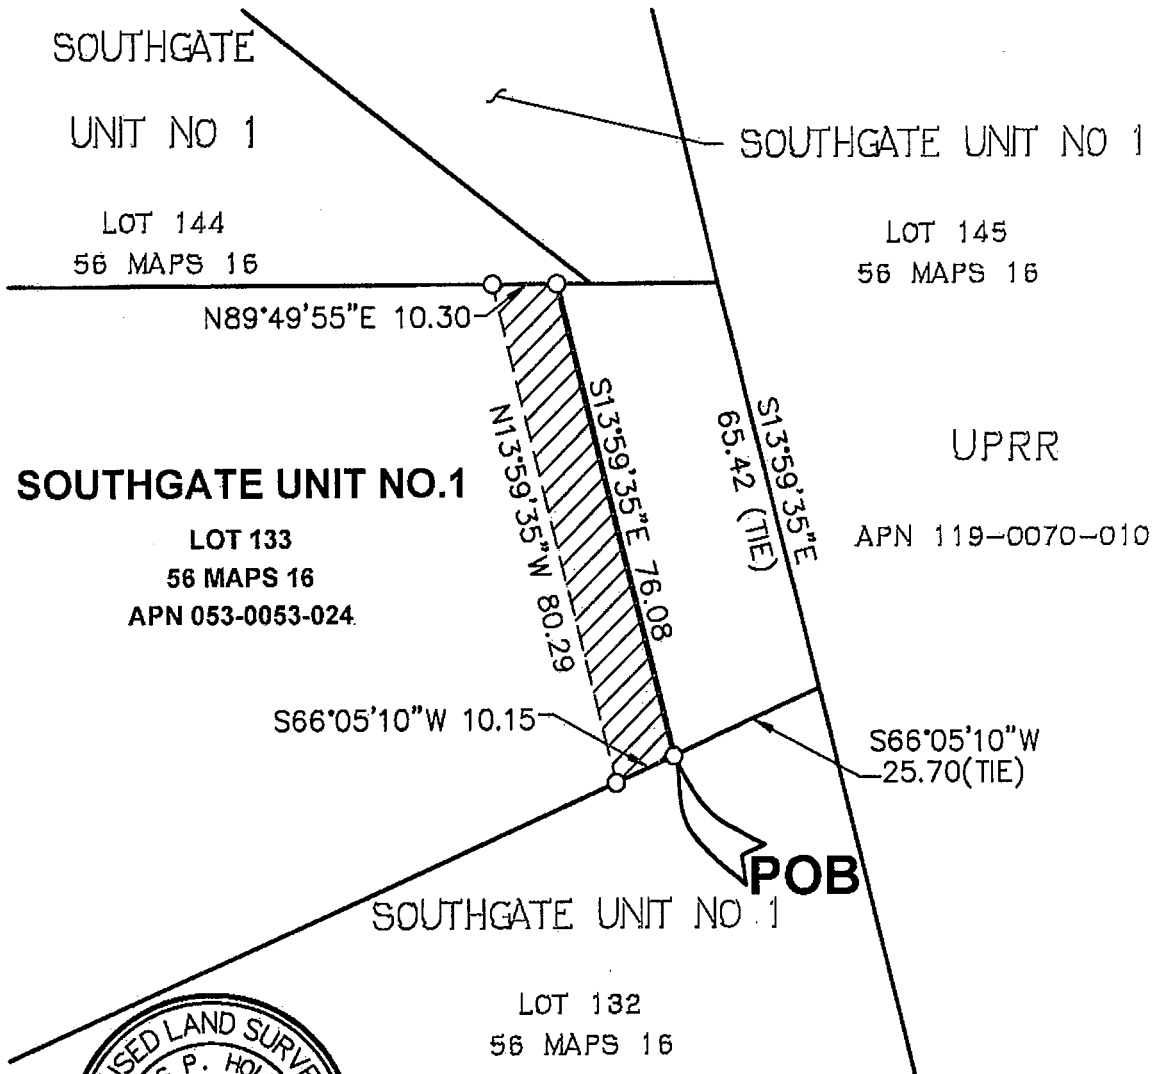 SOUTHGATE
UNIT NO 1
LOT 144
56 MAPS 16
SOUTHGATE UNIT NO 1
LOT 145
56 MAPS 16
N89°49'55"E 10.30
S13°59'35"E 76.08
N13°59'35"W 80.29
S13°59'35"E
65.42 (TIE)
UPRR
APN 119-0070-010
SOUTHGATE UNIT NO.1
LOT 133
56 MAPS 16
APN 053-0053-024
S66°05'10"W 10.15
S66°05'10"W
25.70(TIE)
POB
SOUTHGATE UNIT NO 1
LOT 132
56 MAPS 16
LAND
P.